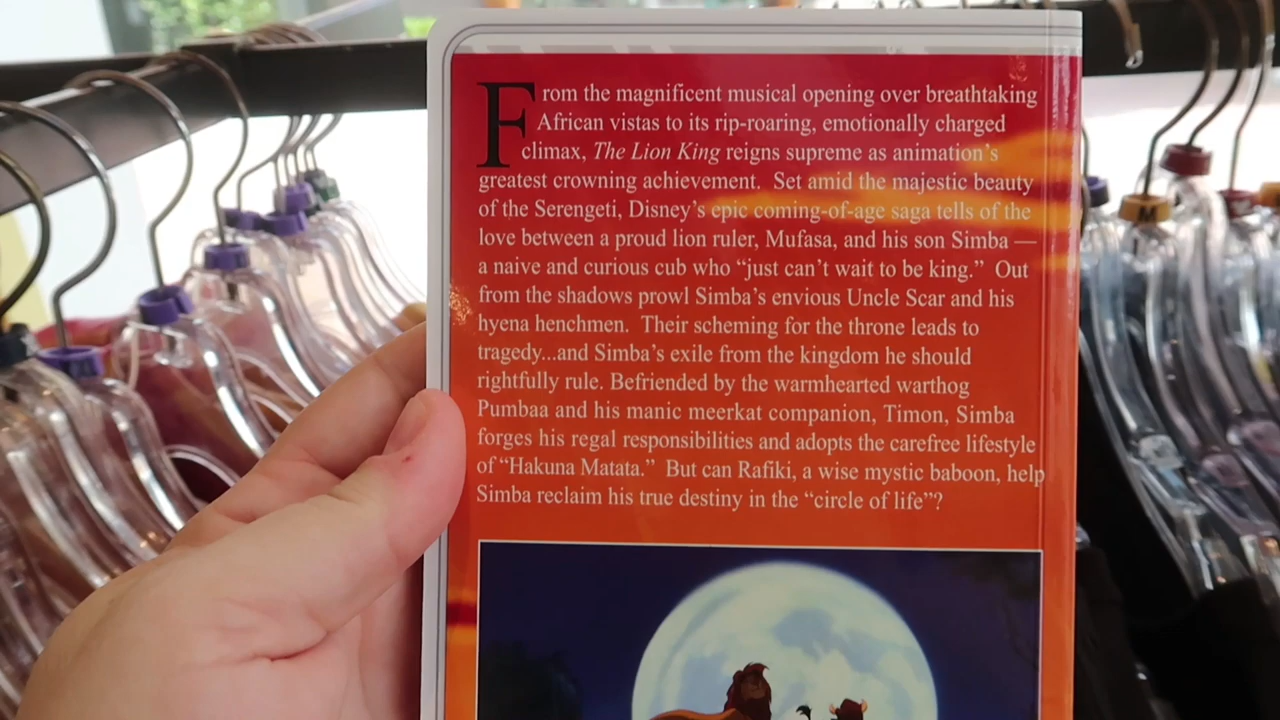 From the magnificent musical opening over breathtaking
African vistas to its rip-roaring, emotionally charged
climax, The Lion King reigns supreme as animation's
greatest crowning achievement. Set amid the majestic beauty
of the Serengeti, Disney's epic coming-of-age saga tells of the
love between a proud lion ruler, Mufasa, and his son Simba —
a naive and curious cub who “just can't wait to be king.” Out
from the shadows prowl Simba's envious Uncle Scar and his
hyena henchmen. Their scheming for the throne leads to
tragedy...and Simba's exile from the kingdom he should
rightfully rule. Befriended by the warmhearted warthog
Pumbaa and his manic meerkat companion, Timon, Simba
forges his regal responsibilities and adopts the carefree lifestyle
of “Hakuna Matata.” But can Rafiki, a wise mystic baboon, help
Simba reclaim his true destiny in the “circle of life”?
M